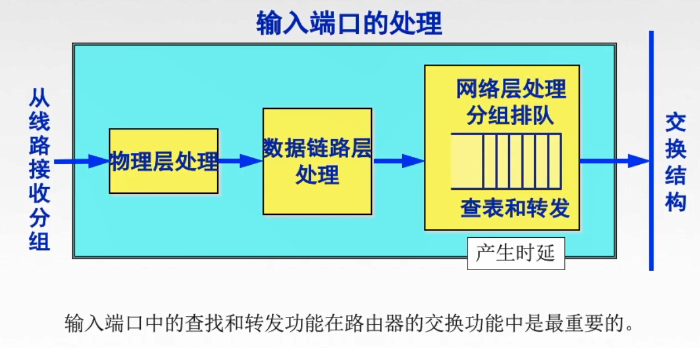 输入端口的处理
从线路接收分组
物理层处理
数据链路层
处理
网络层处理
分组排队
查表和转发
交换结构
产生时延
输入端口中的查找和转发功能在路由器的交换功能中是最重要的。